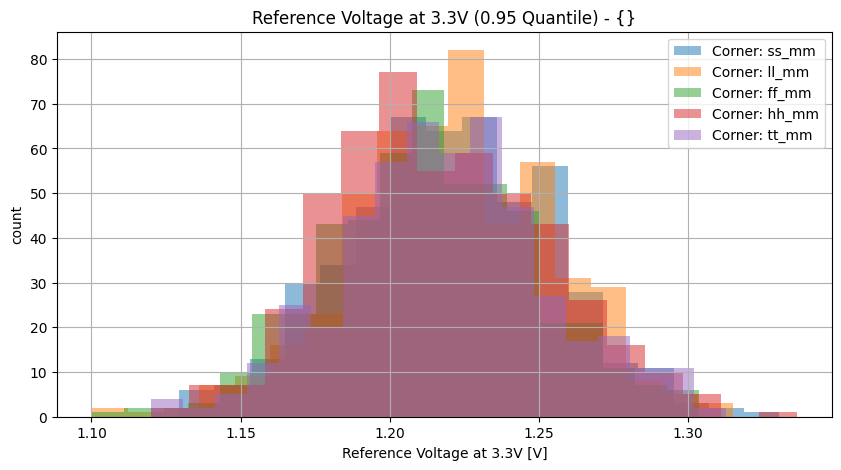 Reference Voltage at 3.3V (0.95 Quantile) - {}
Corner: ss_mm
Corner: ll_mm
Corner: ff_mm
Corner: hh_mm
Corner: tt_mm
80
70
60
50
40
30
20
10
0
count
1.10
1.15
1.20
1.25
1.30
Reference Voltage at 3.3V [V]